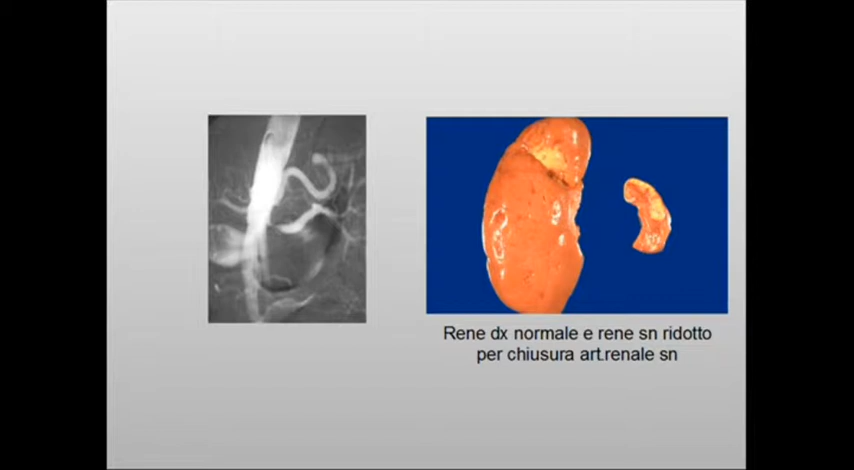 Rene dx normale e rene sn ridotto
per chiusura art.renale sn